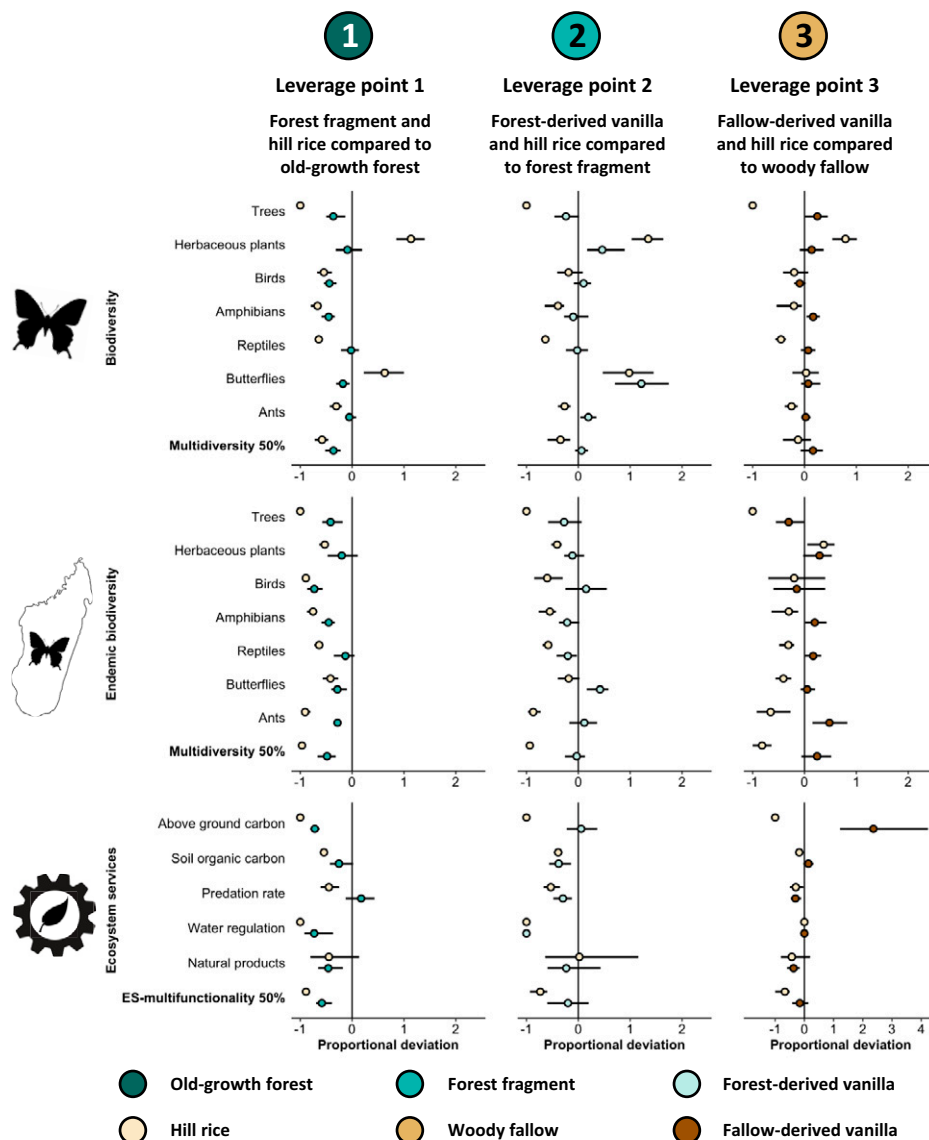 1
2
3
Leverage point 1
Leverage point 2
Leverage point 3
Forest fragment and
hill rice compared to
old-growth forest
Forest-derived vanilla
and hill rice compared
to forest fragment
Fallow-derived vanilla
and hill rice compared
to woody fallow
Biodiversity
Trees
Herbaceous plants
Birds
Amphibians
Reptiles
Butterflies
Ants
Multidiversity 50%
-1 0 1 2
-1 0 1 2
-1 0 1 2
Endemic biodiversity
Trees
Herbaceous plants
Birds
Amphibians
Reptiles
Butterflies
Ants
Multidiversity 50%
-1 0 1 2
-1 0 1 2
-1 0 1 2
Ecosystem services
Above ground carbon
Soil organic carbon
Predation rate
Water regulation
Natural products
ES-multifunctionality 50%
-1 0 1 2
-1 0 1 2
-1 0 1 2 3 4
Proportional deviation
Proportional deviation
Proportional deviation
Old-growth forest
Forest fragment
Forest-derived vanilla
Hill rice
Woody fallow
Fallow-derived vanilla